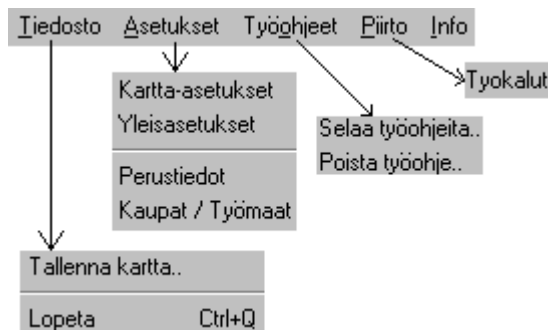 Tiedosto Asetukset Työohjeet Piirto Info
Tyokalut
Kartta-asetukset
Yleisasetukset
Perustiedot
Kaupat / Työmaat
Selaa työohjeita..
Poista työohje..
Tallenna kartta..
Lopeta Ctrl+Q